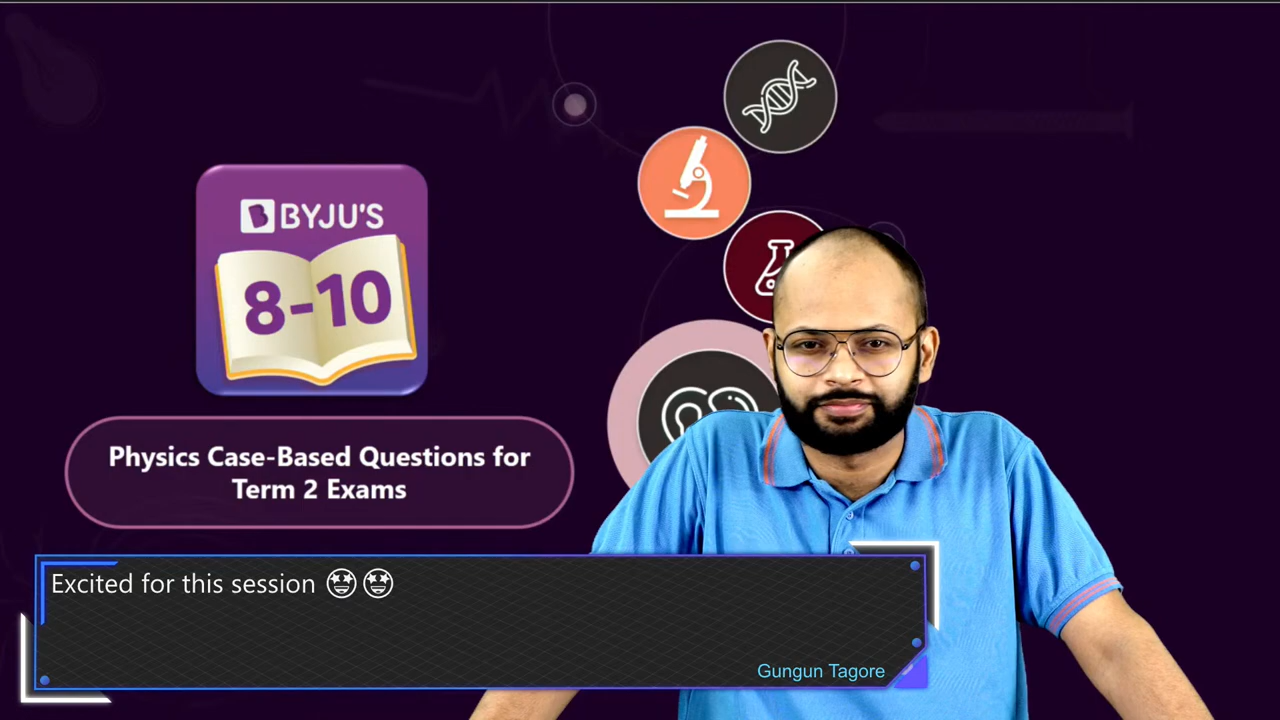 BYJU'S
8-10
Physics Case-Based Questions for
Term 2 Exams
Excited for this session 🤩 🤩
Gungun Tagore